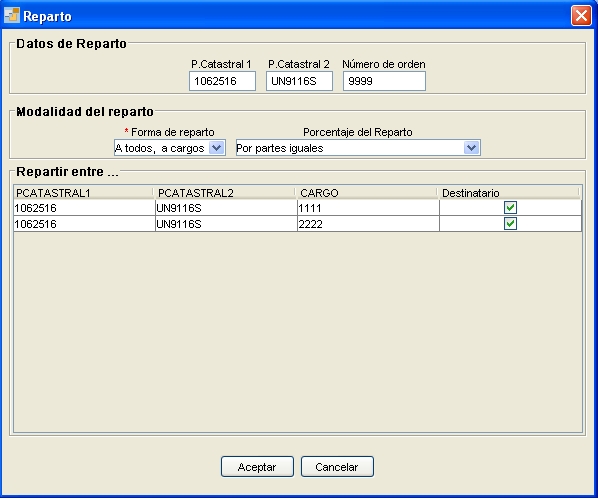 Reparto
Datos de Reparto
P.Catastral 1 P.Catastral 2 Número de orden
1062516 UN9116S 9999
Modalidad del reparto
* Forma de reparto Porcentaje del Reparto
A todos, a cargos Por partes iguales
Repartir entre ...
PCATASTRAL1 PCATASTRAL2 CARGO Destinatario
1062516 UN9116S 1111
1062516 UN9116S 2222
Aceptar Cancelar